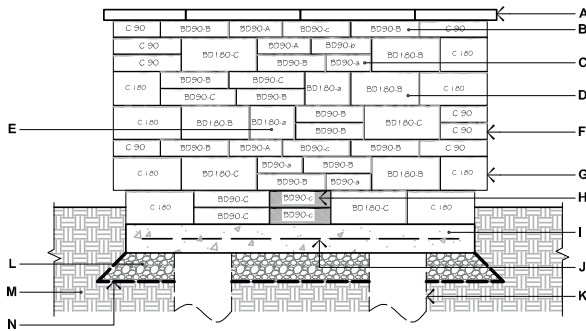 A
C 90 BD90-B BD90-A BD90-c BD90-B C 90 B
C 90 BD90-A BD90-b
BD180-C BD180-B C 180
C 90 BD90-B BD90-a C
BD90-B BD90-C
C 180 BD180-a BD180-B C 180 D
BD90-C BD90-B
BD90-B C 90
E C 180 BD180-B BD180-a BD180-C
BD90-B C 90 F
C 90 BD90-B BD90-A BD90-c BD90-B C 90
BD90-a BD90-B
C 180 BD180-C BD180-B C 180 G
BD90-B BD90-a
BD90-C BD90-c H
C 180 BD180-C C 180
BD90-C BD90-c
I
L J
M K
N